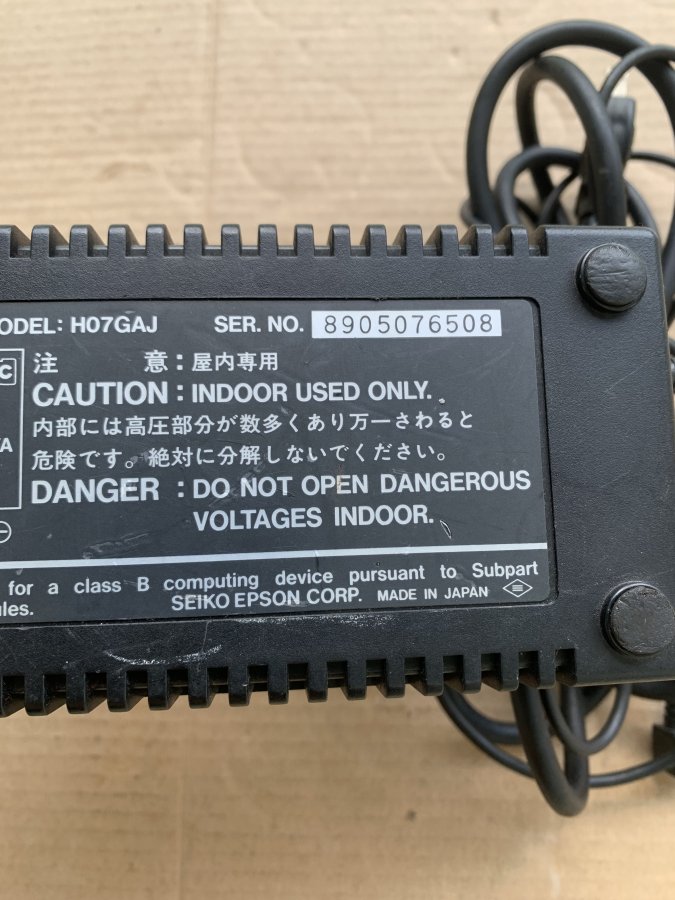 ODEL: H07GAJ SER. NO. 8905076508
C 注 意：屋内専用
CAUTION : INDOOR USED ONLY.
内部には高圧部分が数多くあり万一さわると
VA
危険です。絶対に分解しないでください。
DANGER : DO NOT OPEN DANGEROUS
VOLTAGES INDOOR.
for a class B computing device pursuant to Subpart
ules. SEIKO EPSON CORP. MADE IN JAPAN